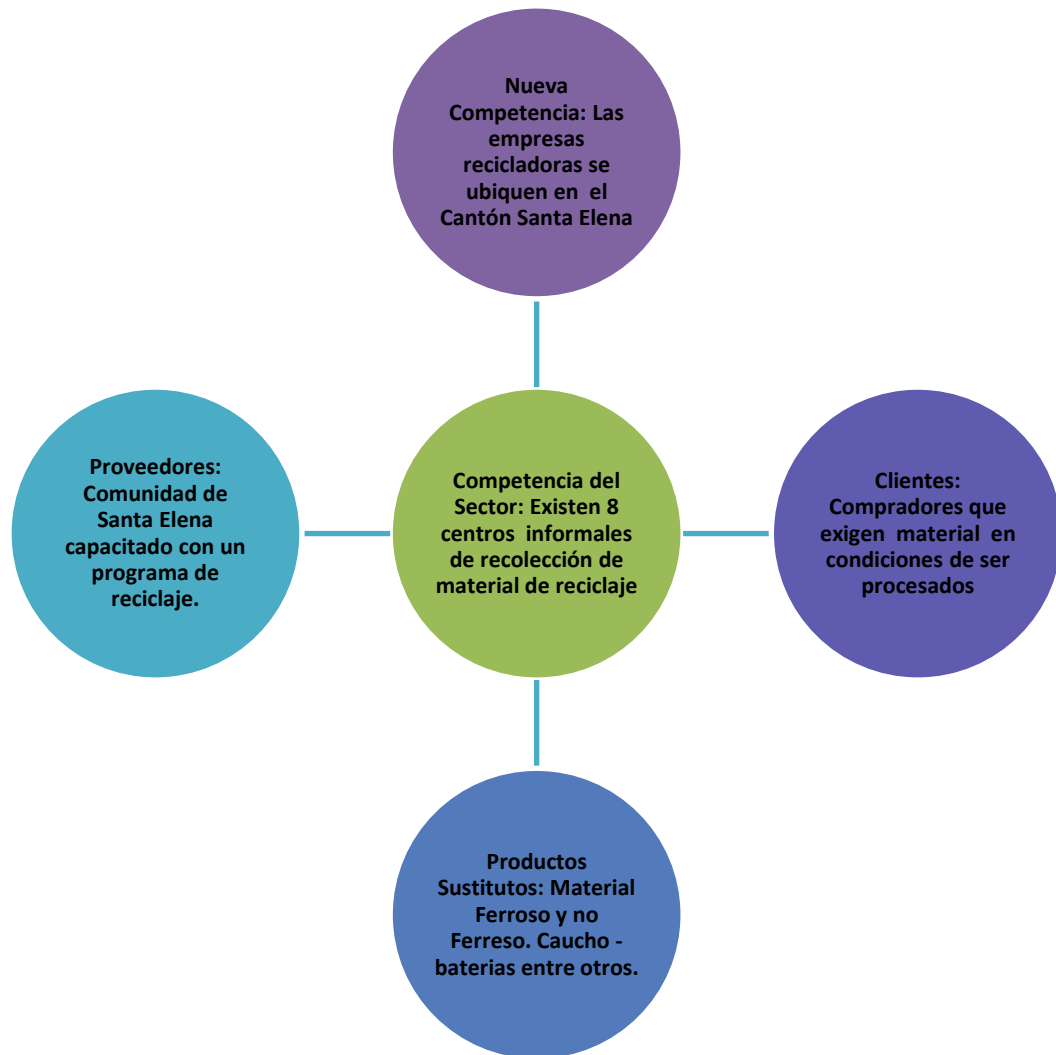 Nueva
Competencia: Las
empresas
recicladoras se
ubiquen en el
Cantón Santa Elena
Proveedores:
Comunidad de
Santa Elena
capacitado con un
programa de
reciclaje.
Competencia del
Sector: Existen 8
centros informales
de recolección de
material de reciclaje
Clientes:
Compradores que
exigen material en
condiciones de ser
procesados
Productos
Sustitutos: Material
Ferroso y no
Ferreso. Caucho -
baterias entre otros.